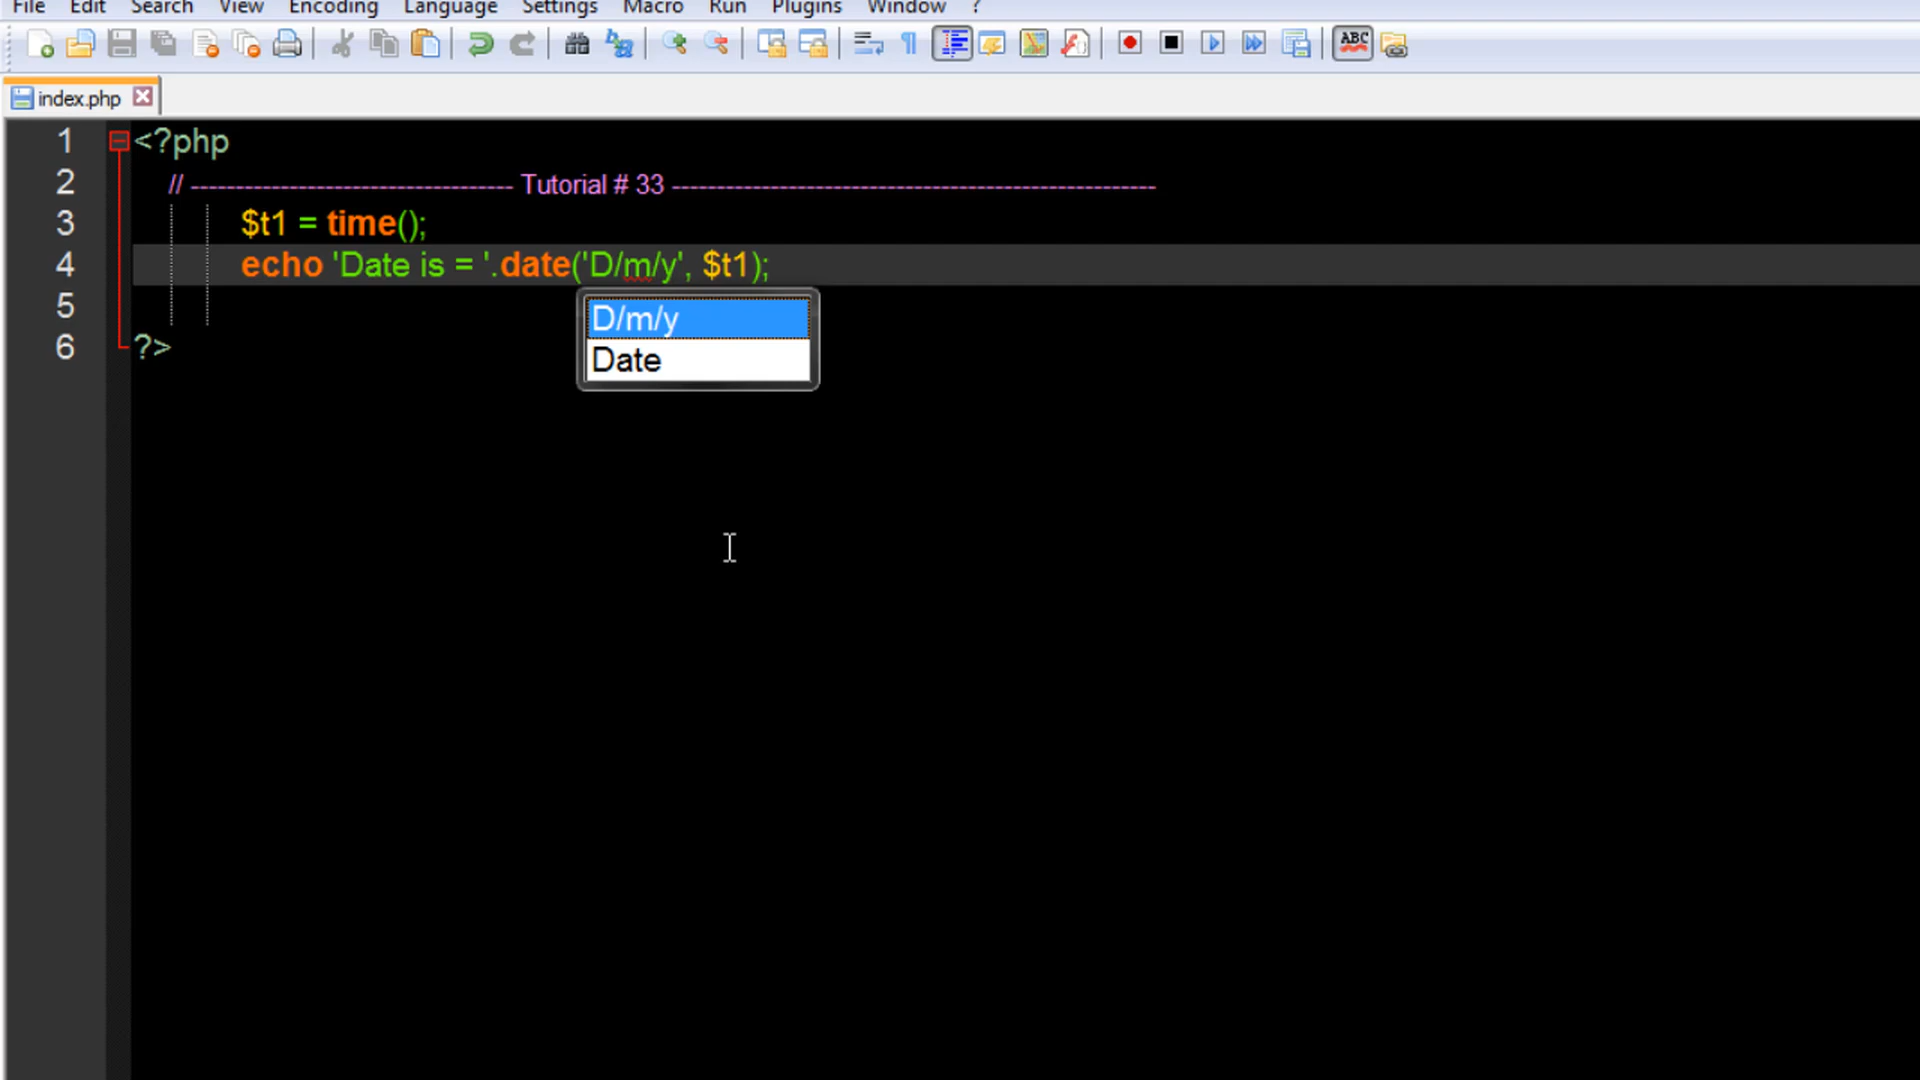 File Edit Search View Encoding Language Settings Macro Run Plugins Window ?
ABC
index.php
1 <?php
2 // ----------------------------------- Tutorial # 33 -----------------------------------------------------
3 $t1 = time();
4 echo 'Date is = '.date('D/m/y', $t1);
5
6 ?>
D/m/y
Date